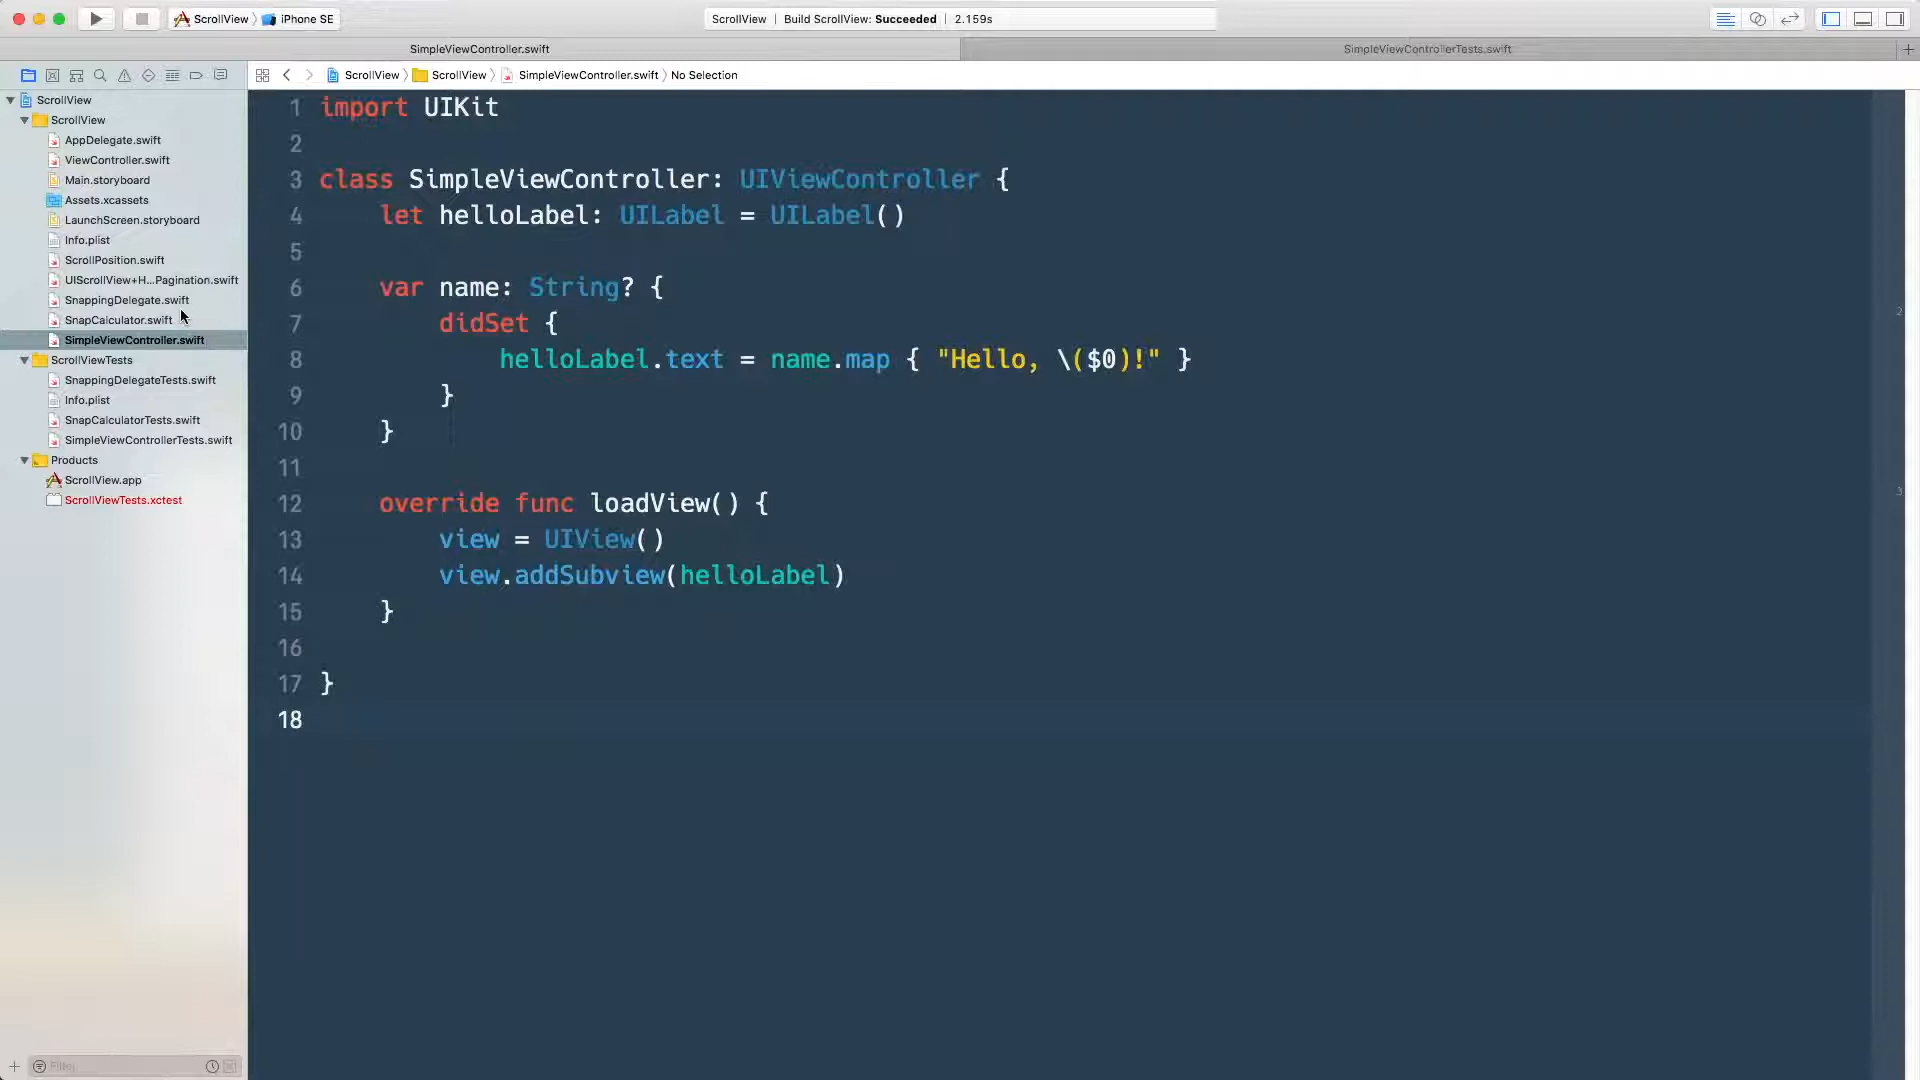 ScrollView iPhone SE
ScrollView Build ScrollView: Succeeded 2.159s
SimpleViewController.swift
SimpleViewControllerTests.swift
ScrollView ScrollView SimpleViewController.swift No Selection
ScrollView
ScrollView
AppDelegate.swift
ViewController.swift
Main.storyboard
Assets.xcassets
LaunchScreen.storyboard
Info.plist
ScrollPosition.swift
UIScrollView+H...Pagination.swift
SnappingDelegate.swift
SnapCalculator.swift
SimpleViewController.swift
ScrollViewTests
SnappingDelegateTests.swift
Info.plist
SnapCalculatorTests.swift
SimpleViewControllerTests.swift
Products
ScrollView.app
ScrollViewTests.xctest
Filter
1 import UIKit
2
3 class SimpleViewController: UIViewController {
4 let helloLabel: UILabel = UILabel()
5
6 var name: String? {
7 didSet {
8 helloLabel.text = name.map { "Hello, \($0)!" }
9 }
10 }
11
12 override func loadView() {
13 view = UIView()
14 view.addSubview(helloLabel)
15 }
16
17 }
18
2
3